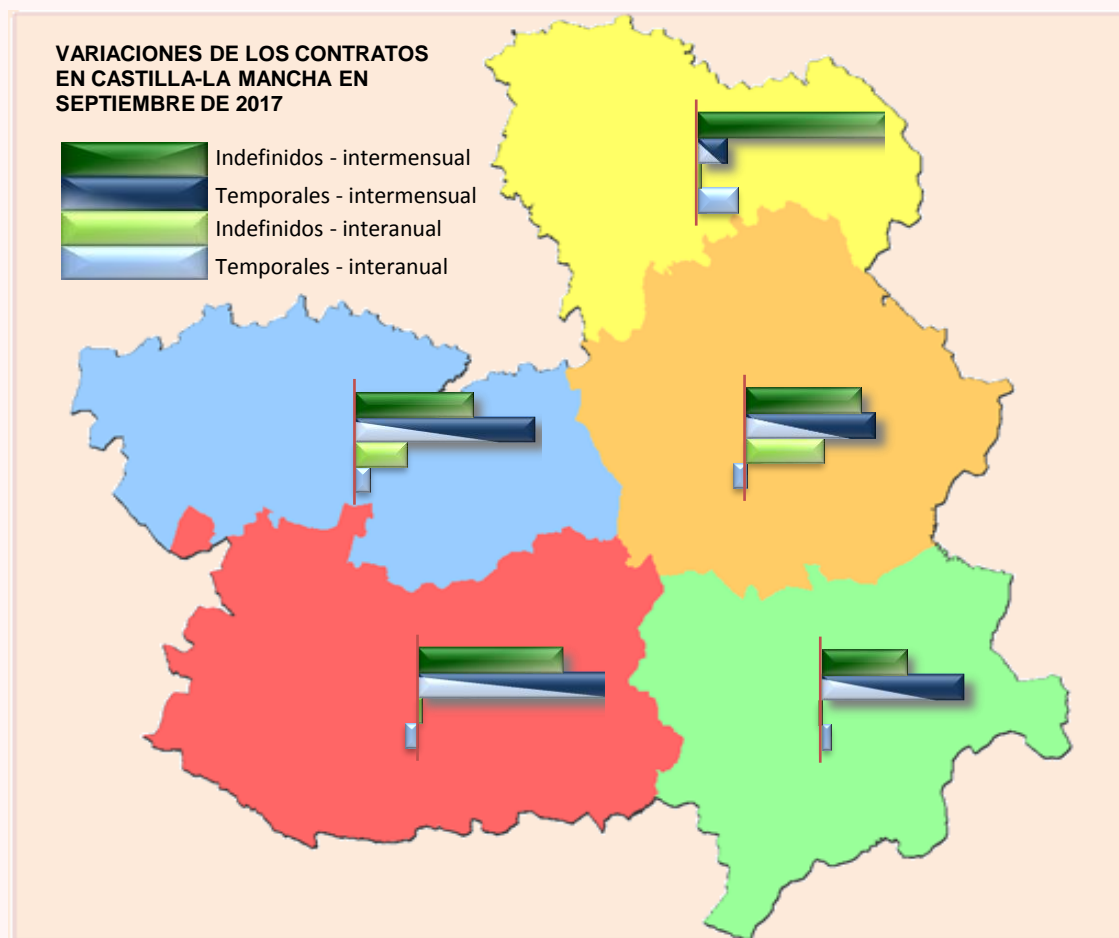 VARIACIONES DE LOS CONTRATOS
EN CASTILLA-LA MANCHA EN
SEPTIEMBRE DE 2017
Indefinidos - intermensual
Temporales - intermensual
Indefinidos - interanual
Temporales - interanual